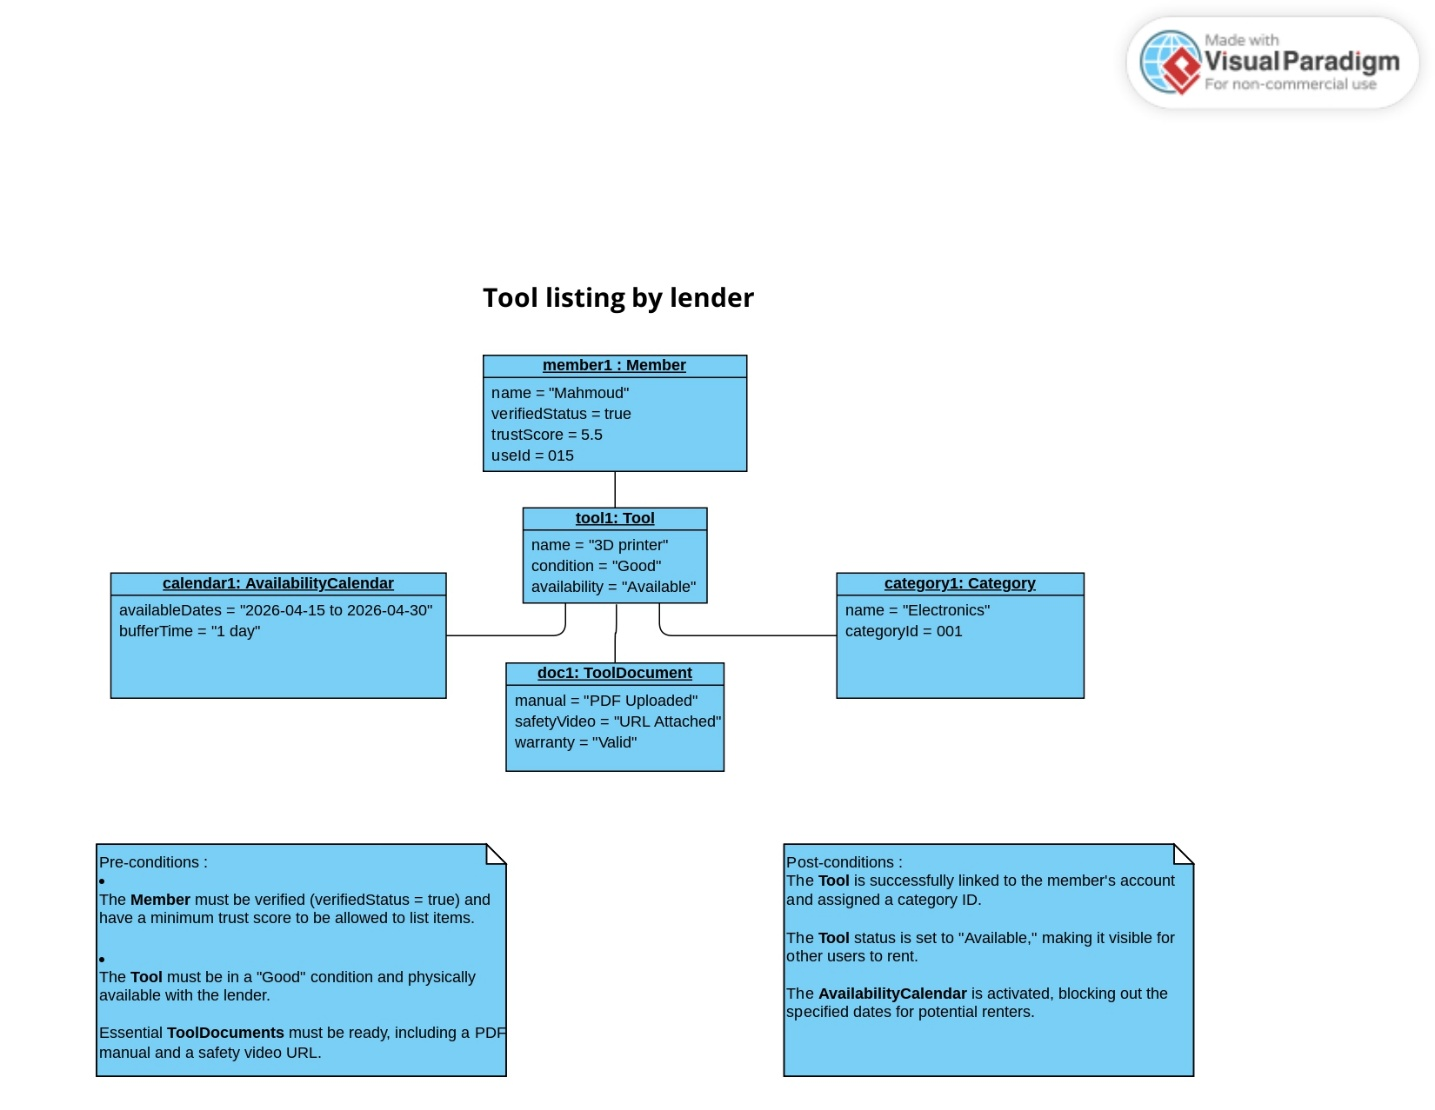 Made with
Visual Paradigm
For non-commercial use
Tool listing by lender
member1 : Member
name = "Mahmoud"
verifiedStatus = true
trustScore = 5.5
useId = 015
tool1: Tool
name = "3D printer"
condition = "Good"
availability = "Available"
calendar1: AvailabilityCalendar
availableDates = "2026-04-15 to 2026-04-30"
bufferTime = "1 day"
category1: Category
name = "Electronics"
categoryId = 001
doc1: ToolDocument
manual = "PDF Uploaded"
safetyVideo = "URL Attached"
warranty = "Valid"
Pre-conditions :
•
The Member must be verified (verifiedStatus = true) and
have a minimum trust score to be allowed to list items.
•
The Tool must be in a "Good" condition and physically
available with the lender.
Essential ToolDocuments must be ready, including a PDF
manual and a safety video URL.
Post-conditions :
The Tool is successfully linked to the member's account
and assigned a category ID.
The Tool status is set to "Available," making it visible for
other users to rent.
The AvailabilityCalendar is activated, blocking out the
specified dates for potential renters.